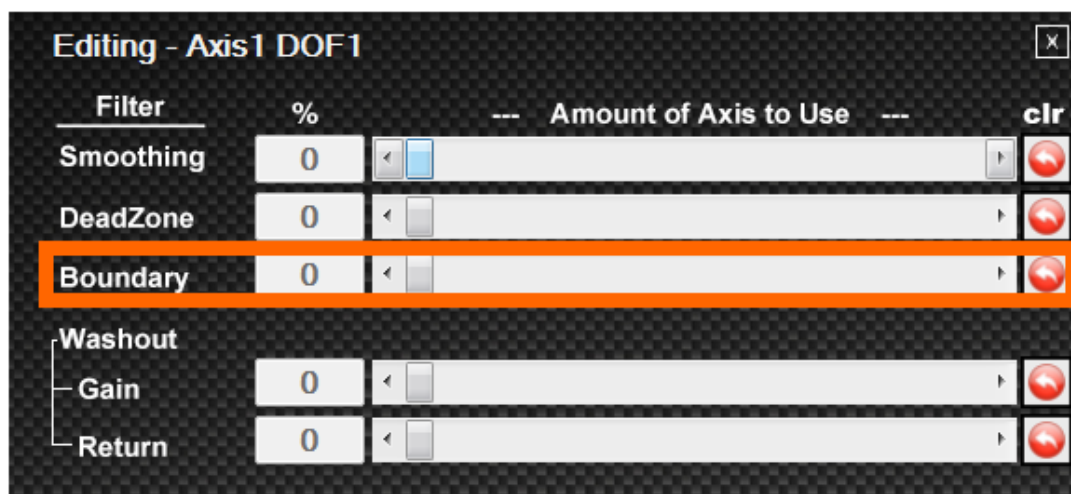 Editing - Axis1 DOF1 x
Filter % --- Amount of Axis to Use --- clr
Smoothing 0
DeadZone 0
Boundary 0
Washout
Gain 0
Return 0